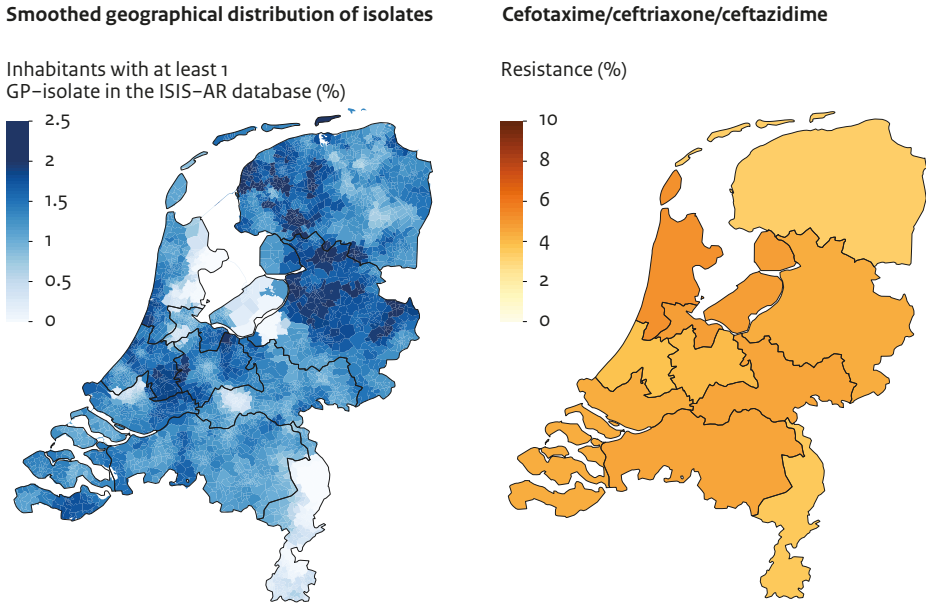 Smoothed geographical distribution of isolates
Inhabitants with at least 1
GP−isolate in the ISIS−AR database (%)
2.5
2
1.5
1
0.5
0
Cefotaxime/ceftriaxone/ceftazidime
Resistance (%)
10
8
6
4
2
0